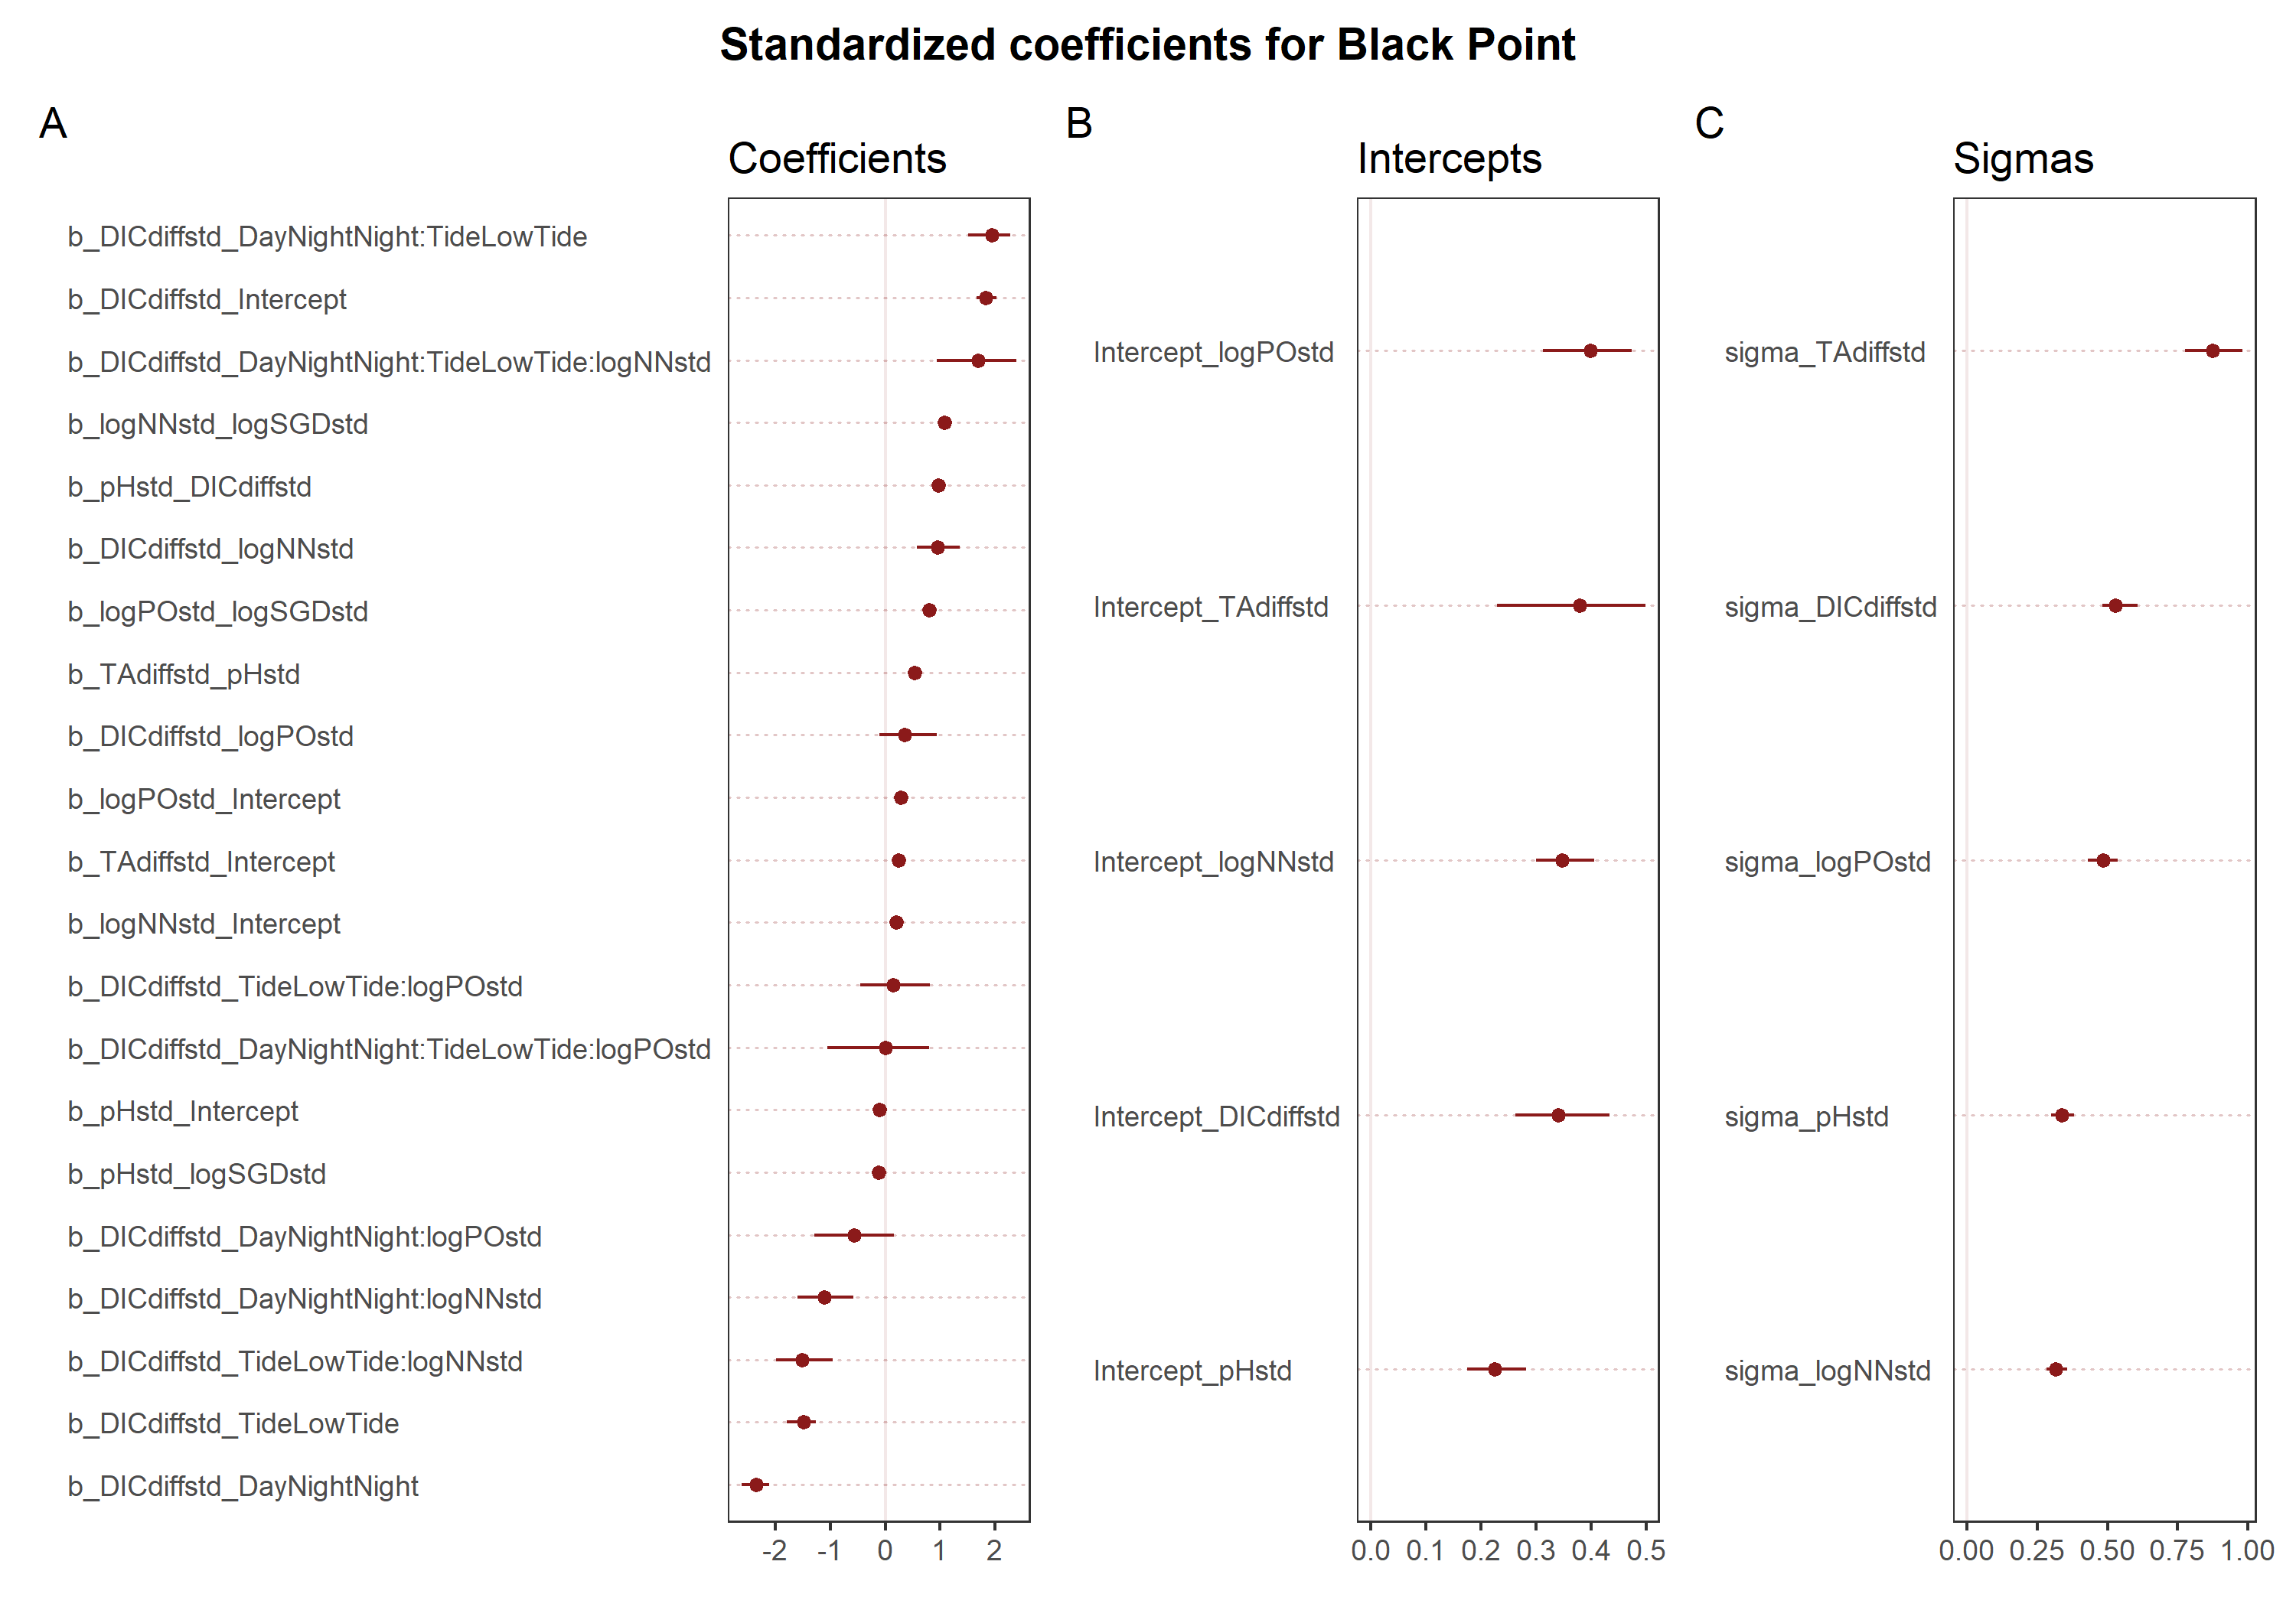 Standardized coefficients for Black Point
A
Coefficients
b_DICdiffstd_DayNightNight:TideLowTide
b_DICdiffstd_Intercept
b_DICdiffstd_DayNightNight:TideLowTide:logNNstd
b_logNNstd_logSGDstd
b_pHstd_DICdiffstd
b_DICdiffstd_logNNstd
b_logPOstd_logSGDstd
b_TAdiffstd_pHstd
b_DICdiffstd_logPOstd
b_logPOstd_Intercept
b_TAdiffstd_Intercept
b_logNNstd_Intercept
b_DICdiffstd_TideLowTide:logPOstd
b_DICdiffstd_DayNightNight:TideLowTide:logPOstd
b_pHstd_Intercept
b_pHstd_logSGDstd
b_DICdiffstd_DayNightNight:logPOstd
b_DICdiffstd_DayNightNight:logNNstd
b_DICdiffstd_TideLowTide:logNNstd
b_DICdiffstd_TideLowTide
b_DICdiffstd_DayNightNight
-2 -1 0 1 2
B
Intercepts
Intercept_logPOstd
Intercept_TAdiffstd
Intercept_logNNstd
Intercept_DICdiffstd
Intercept_pHstd
0.0 0.1 0.2 0.3 0.4 0.5
C
Sigmas
sigma_TAdiffstd
sigma_DICdiffstd
sigma_logPOstd
sigma_pHstd
sigma_logNNstd
0.00 0.25 0.50 0.75 1.00